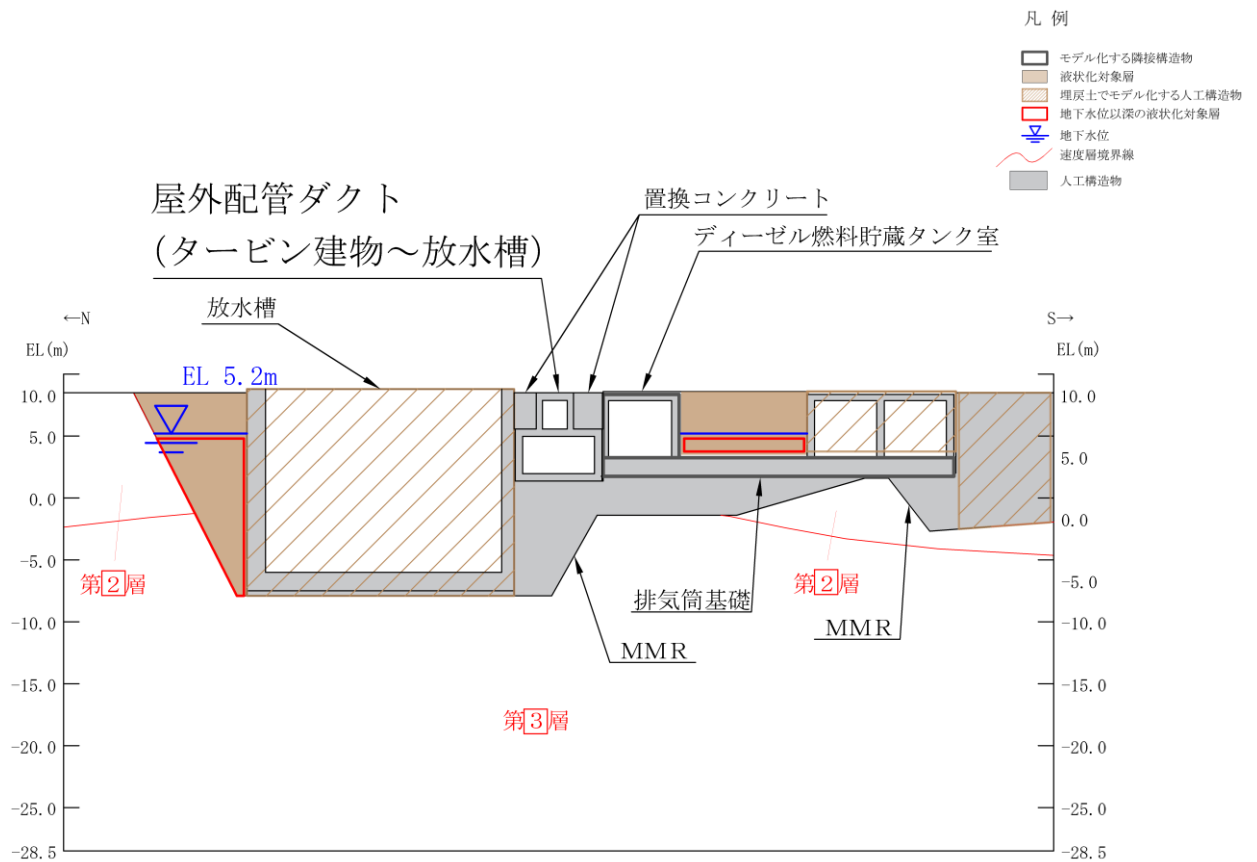 凡 例
モデル化する隣接構造物
液状化対象層
埋戻土でモデル化する人工構造物
地下水位以深の液状化対象層
地下水位
速度層境界線
人工構造物
屋外配管ダクト
(タービン建物～放水槽)
置換コンクリート
ディーゼル燃料貯蔵タンク室
放水槽
←N
S→
EL(m)
EL(m)
EL 5.2m
10.0
5.0
0.0
-5.0
-10.0
-15.0
-20.0
-25.0
-28.5
10.0
5.0
0.0
-5.0
-10.0
-15.0
-20.0
-25.0
-28.5
第2層
第2層
排気筒基礎
MMR
MMR
第3層